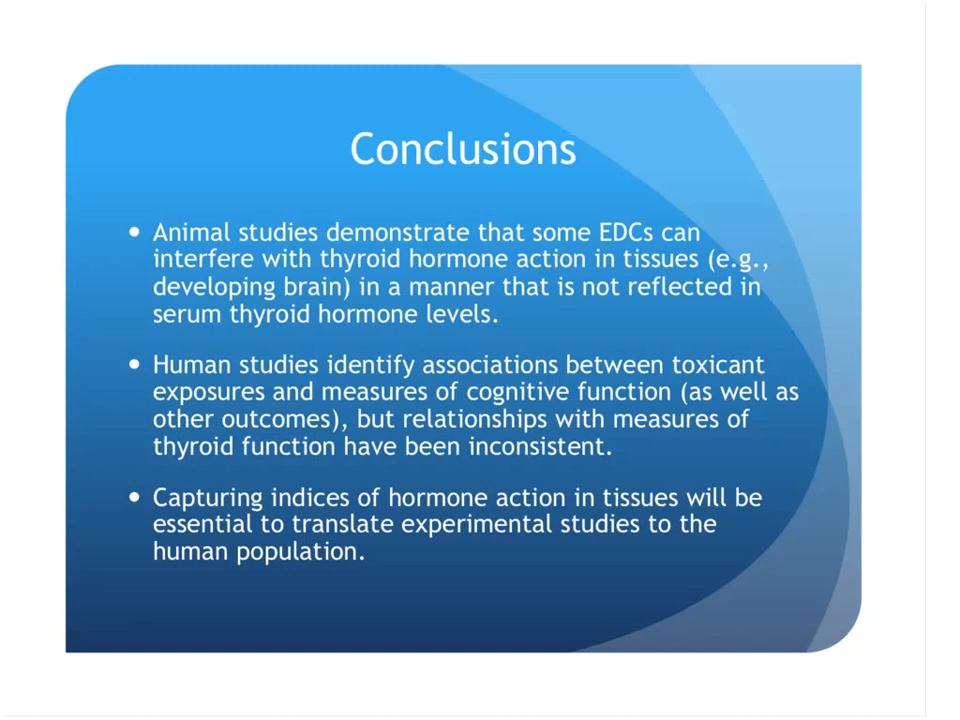 Conclusions
• Animal studies demonstrate that some EDCs can
interfere with thyroid hormone action in tissues (e.g.,
developing brain) in a manner that is not reflected in
serum thyroid hormone levels.
• Human studies identify associations between toxicant
exposures and measures of cognitive function (as well as
other outcomes), but relationships with measures of
thyroid function have been inconsistent.
• Capturing indices of hormone action in tissues will be
essential to translate experimental studies to the
human population.